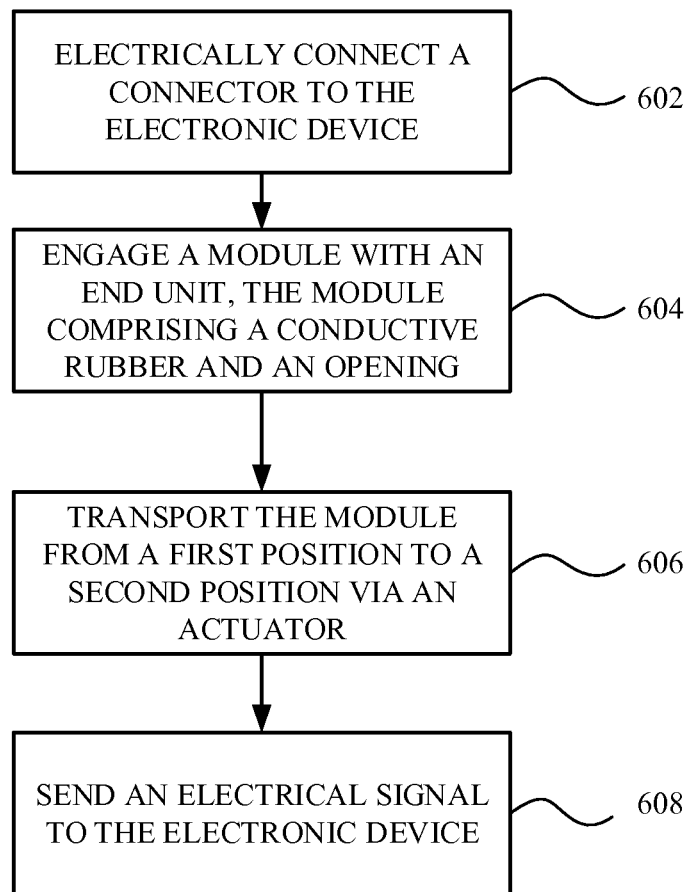 ELECTRICALLY CONNECT A
CONNECTOR TO THE
ELECTRONIC DEVICE
602
ENGAGE A MODULE WITH AN
END UNIT, THE MODULE
COMPRISING A CONDUCTIVE
RUBBER AND AN OPENING
604
TRANSPORT THE MODULE
FROM A FIRST POSITION TO A
SECOND POSITION VIA AN
ACTUATOR
606
SEND AN ELECTRICAL SIGNAL
TO THE ELECTRONIC DEVICE
608